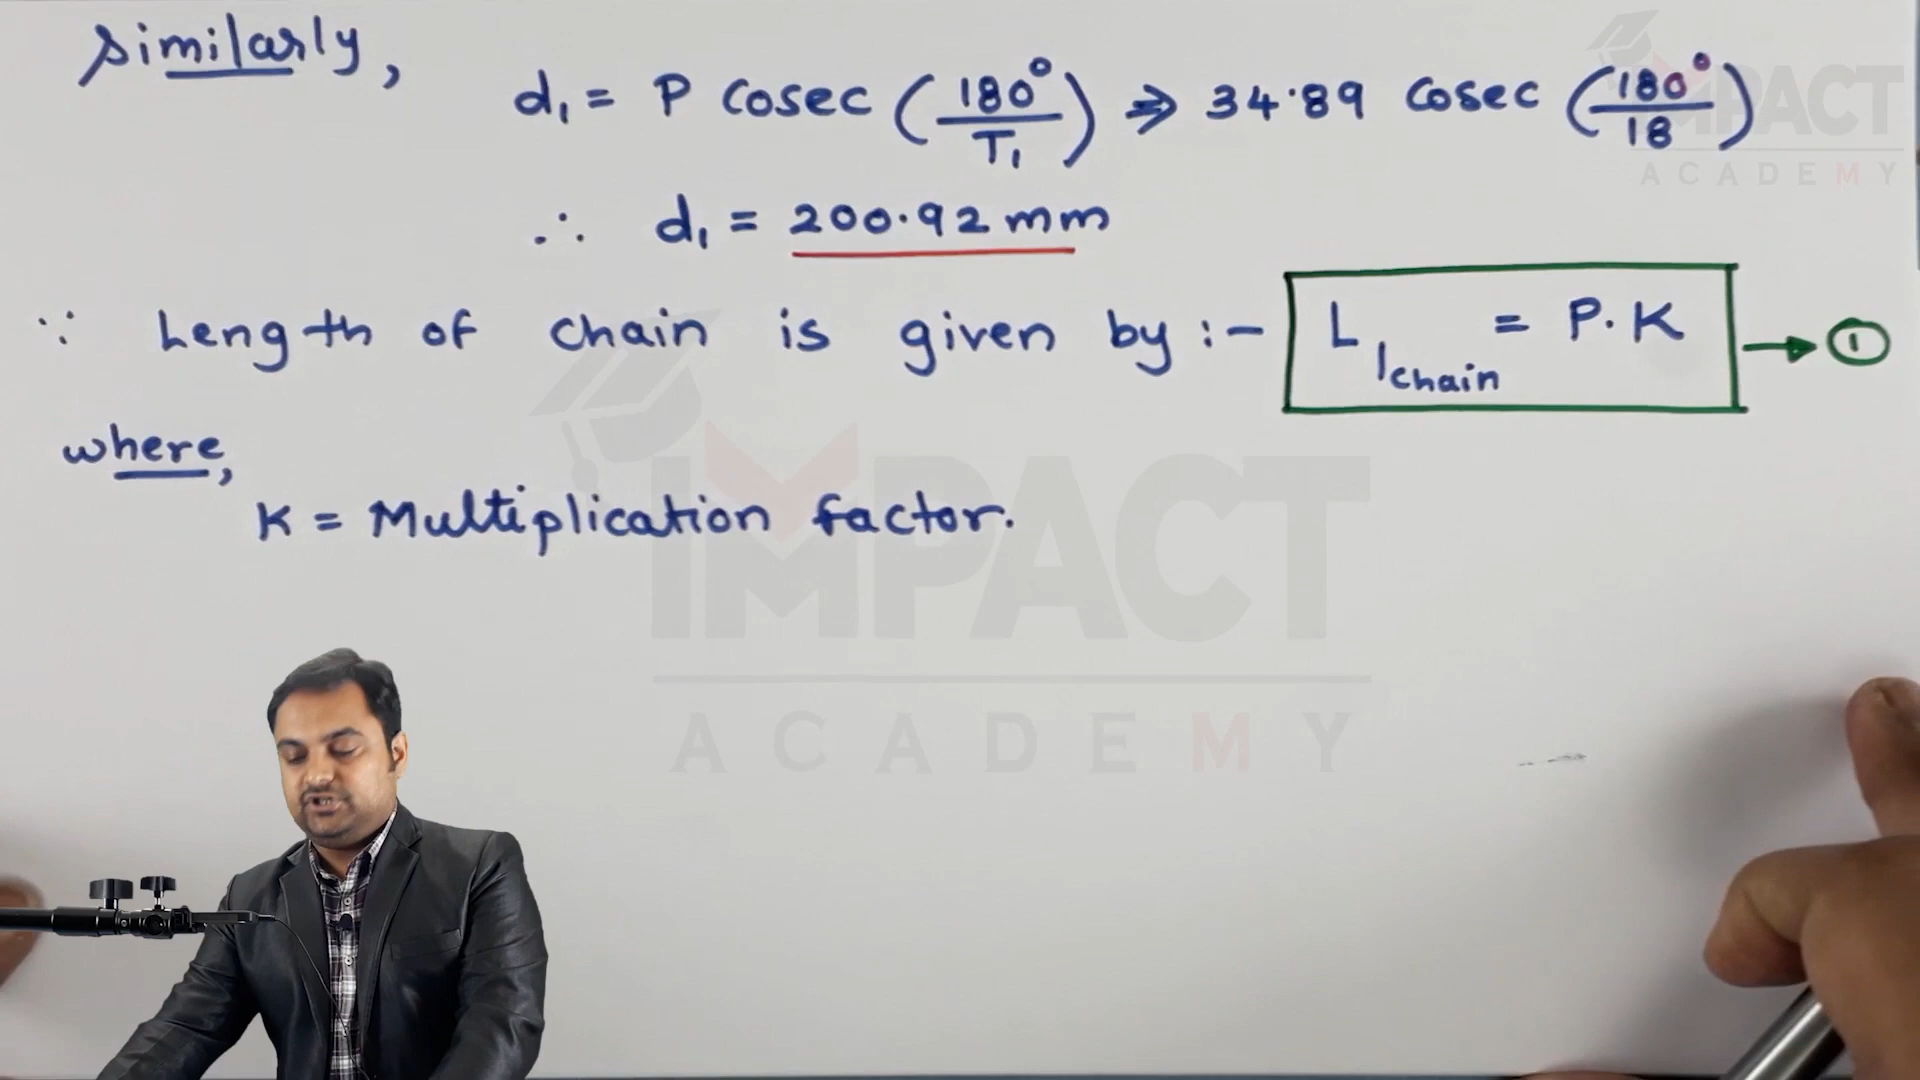 Similarly,
d₁ = P Cosec (180°/T₁) ⇒ 34.89 Cosec (180°/18)
∴ d₁ = 200.92 mm
∵ Length of chain is given by :- L|chain = P.K → ①
where,
K = Multiplication factor.
IMPACT
ACADEMY
IMPACT
ACADEMY